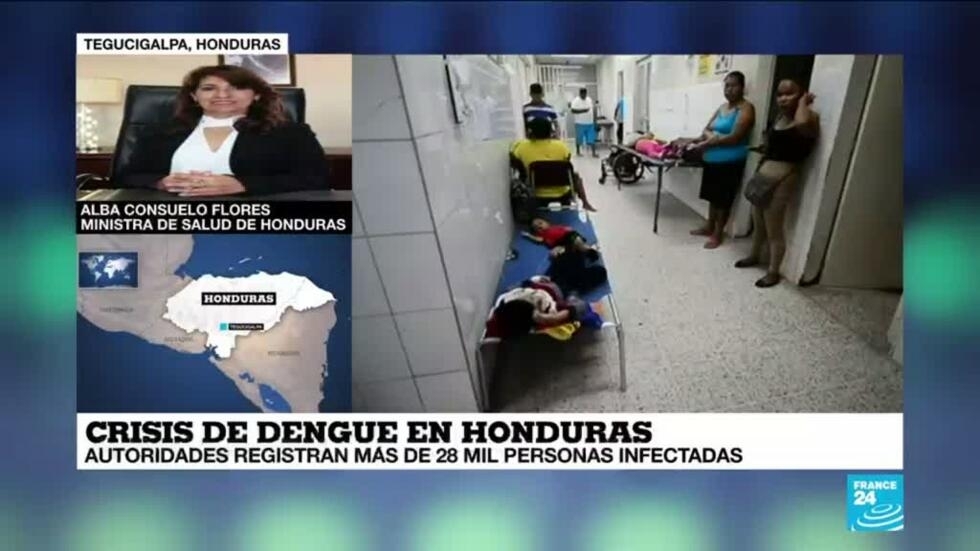 TEGUCIGALPA, HONDURAS
ALBA CONSUELO FLORES
MINISTRA DE SALUD DE HONDURAS
HONDURAS
TEGUCIGALPA
NICARAGUA
CRISIS DE DENGUE EN HONDURAS
AUTORIDADES REGISTRAN MÁS DE 28 MIL PERSONAS INFECTADAS
FRANCE
24